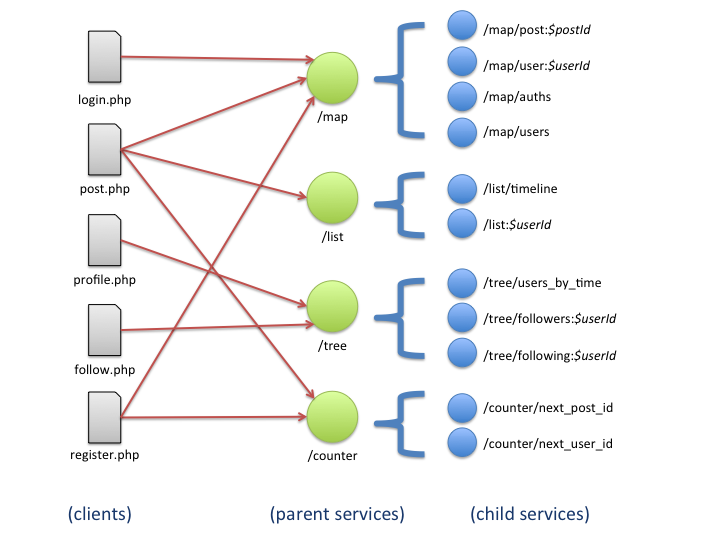 login.php
post.php
profile.php
follow.php
register.php
(clients)
/map
/list
/tree
/counter
(parent services)
/map/post:$postId
/map/user:$userId
/map/auths
/map/users
/list/timeline
/list:$userId
/tree/users_by_time
/tree/followers:$userId
/tree/following:$userId
/counter/next_post_id
/counter/next_user_id
(child services)